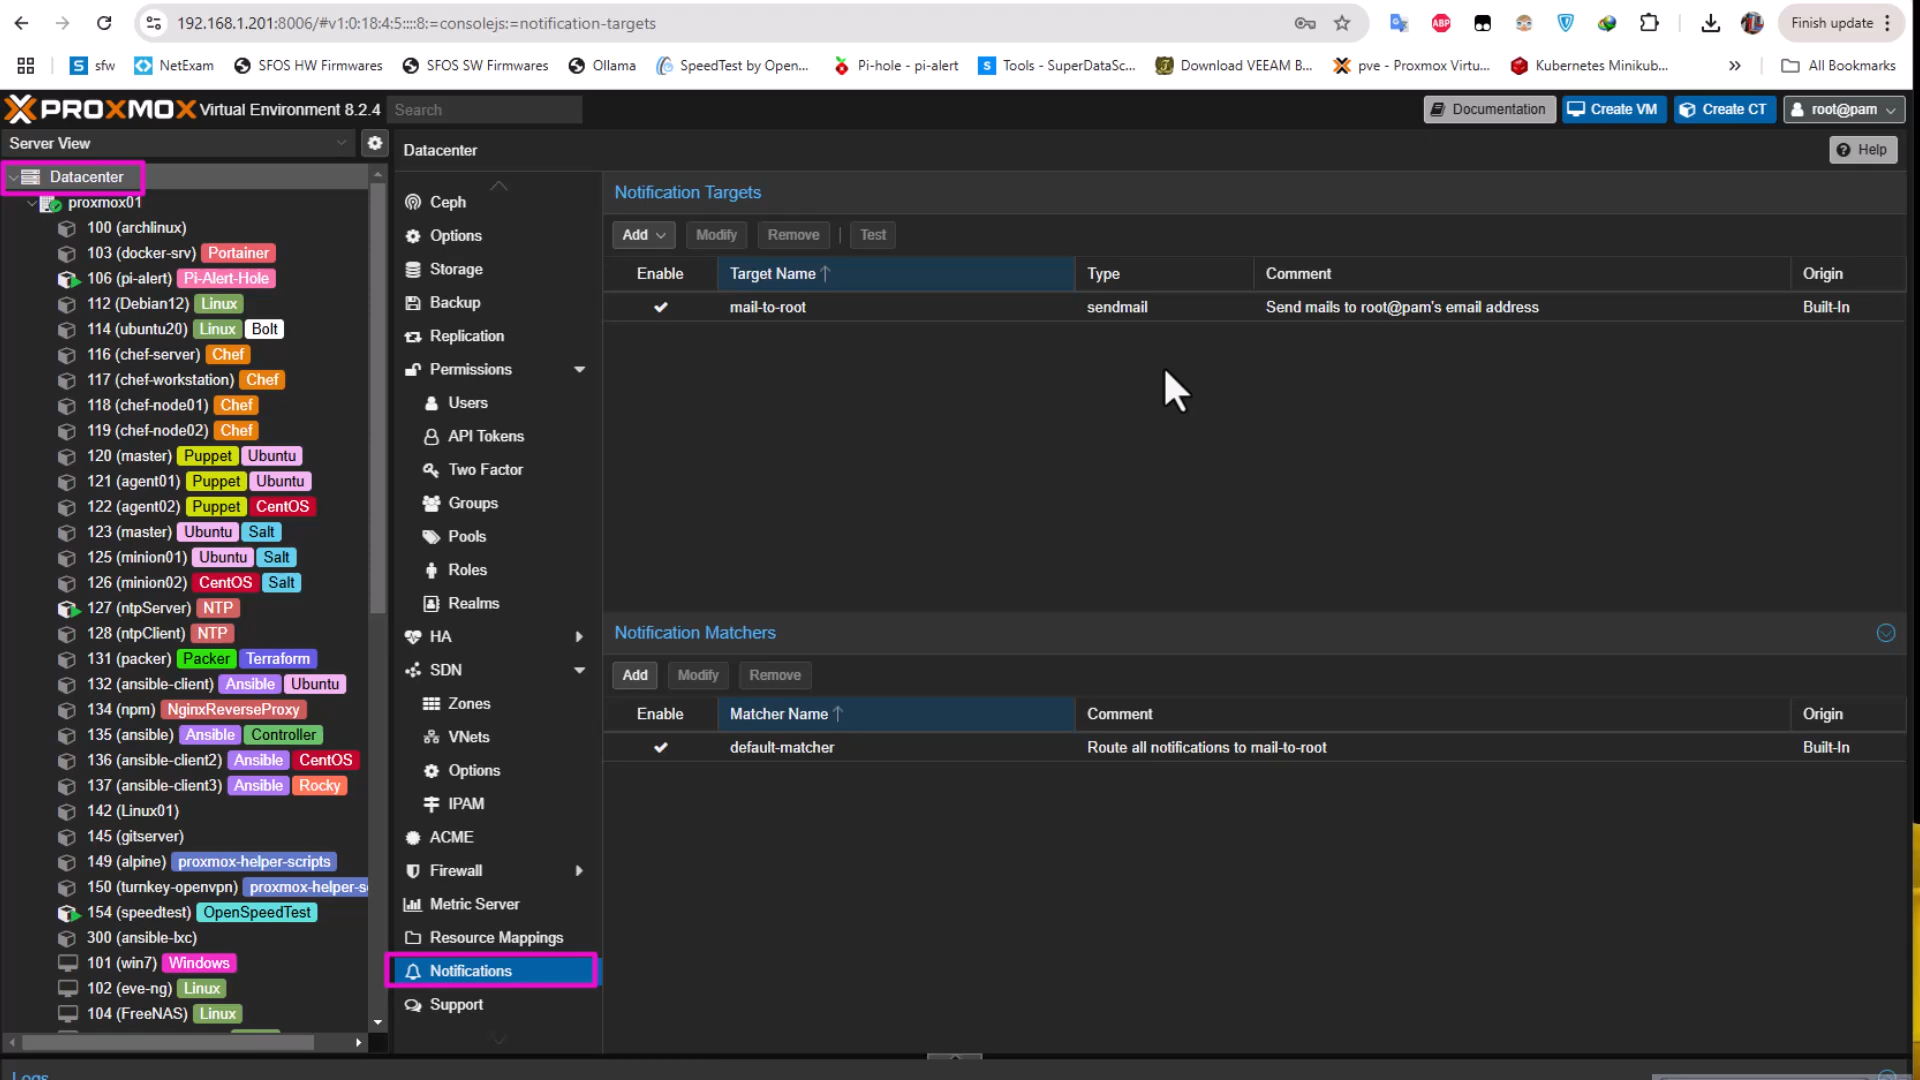 192.168.1.201:8006/#v1:0:18:4:5::::8:=consolejs:=notification-targets
ABP
Finish update
sfw
NetExam
SFOS HW Firmwares
SFOS SW Firmwares
Ollama
SpeedTest by Open...
Pi-hole - pi-alert
Tools - SuperDataSc...
Download VEEAM B...
pve - Proxmox Virtu...
Kubernetes Minikub...
»
All Bookmarks
PROXMOX Virtual Environment 8.2.4
Search
Documentation
Create VM
Create CT
root@pam
Server View
Datacenter
proxmox01
100 (archlinux)
103 (docker-srv) Portainer
106 (pi-alert) Pi-Alert-Hole
112 (Debian12) Linux
114 (ubuntu20) Linux Bolt
116 (chef-server) Chef
117 (chef-workstation) Chef
118 (chef-node01) Chef
119 (chef-node02) Chef
120 (master) Puppet Ubuntu
121 (agent01) Puppet Ubuntu
122 (agent02) Puppet CentOS
123 (master) Ubuntu Salt
125 (minion01) Ubuntu Salt
126 (minion02) CentOS Salt
127 (ntpServer) NTP
128 (ntpClient) NTP
131 (packer) Packer Terraform
132 (ansible-client) Ansible Ubuntu
134 (npm) NginxReverseProxy
135 (ansible) Ansible Controller
136 (ansible-client2) Ansible CentOS
137 (ansible-client3) Ansible Rocky
142 (Linux01)
145 (gitserver)
149 (alpine) proxmox-helper-scripts
150 (turnkey-openvpn) proxmox-helper-s
154 (speedtest) OpenSpeedTest
300 (ansible-lxc)
101 (win7) Windows
102 (eve-ng) Linux
104 (FreeNAS) Linux
Datacenter
Help
Ceph
Options
Storage
Backup
Replication
Permissions
Users
API Tokens
Two Factor
Groups
Pools
Roles
Realms
HA
SDN
Zones
VNets
Options
IPAM
ACME
Firewall
Metric Server
Resource Mappings
Notifications
Support
Notification Targets
Add Modify Remove Test
Enable Target Name Type Comment Origin
mail-to-root sendmail Send mails to root@pam's email address Built-In
Notification Matchers
Add Modify Remove
Enable Matcher Name Comment Origin
default-matcher Route all notifications to mail-to-root Built-In
Logs